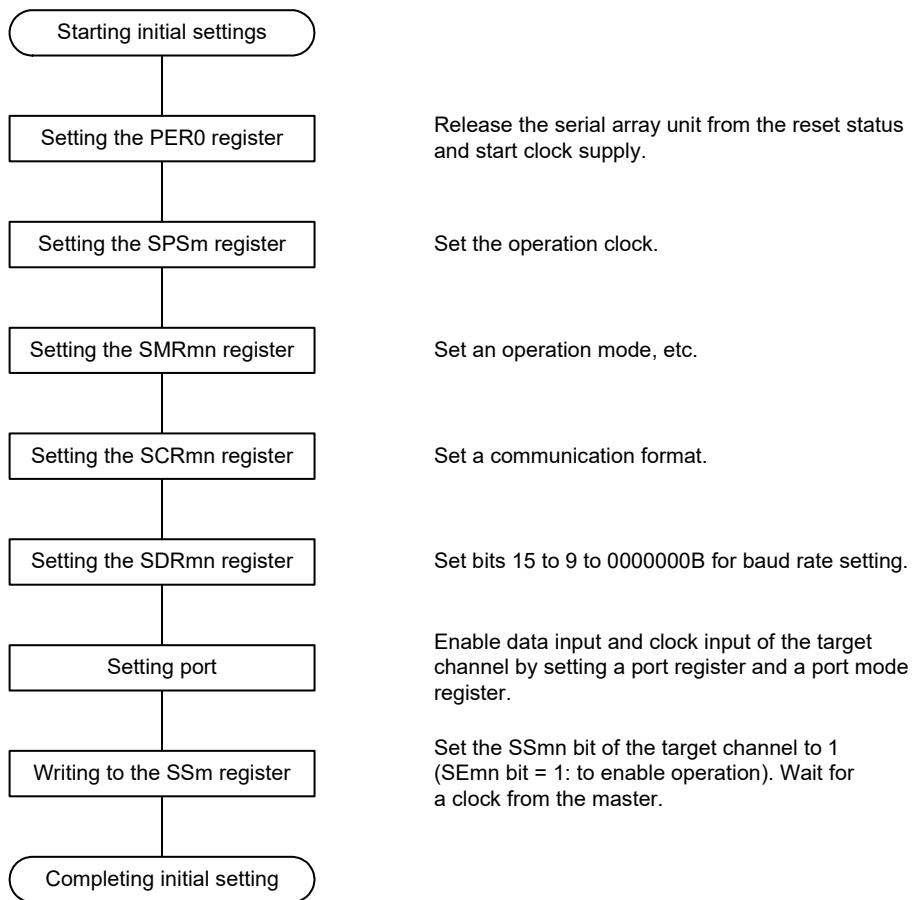 Starting initial settings
Setting the PER0 register
Release the serial array unit from the reset status
and start clock supply.
Setting the SPSm register
Set the operation clock.
Setting the SMRmn register
Set an operation mode, etc.
Setting the SCRmn register
Set a communication format.
Setting the SDRmn register
Set bits 15 to 9 to 0000000B for baud rate setting.
Setting port
Enable data input and clock input of the target
channel by setting a port register and a port mode
register.
Writing to the SSm register
Set the SSmn bit of the target channel to 1
(SEmn bit = 1: to enable operation). Wait for
a clock from the master.
Completing initial setting